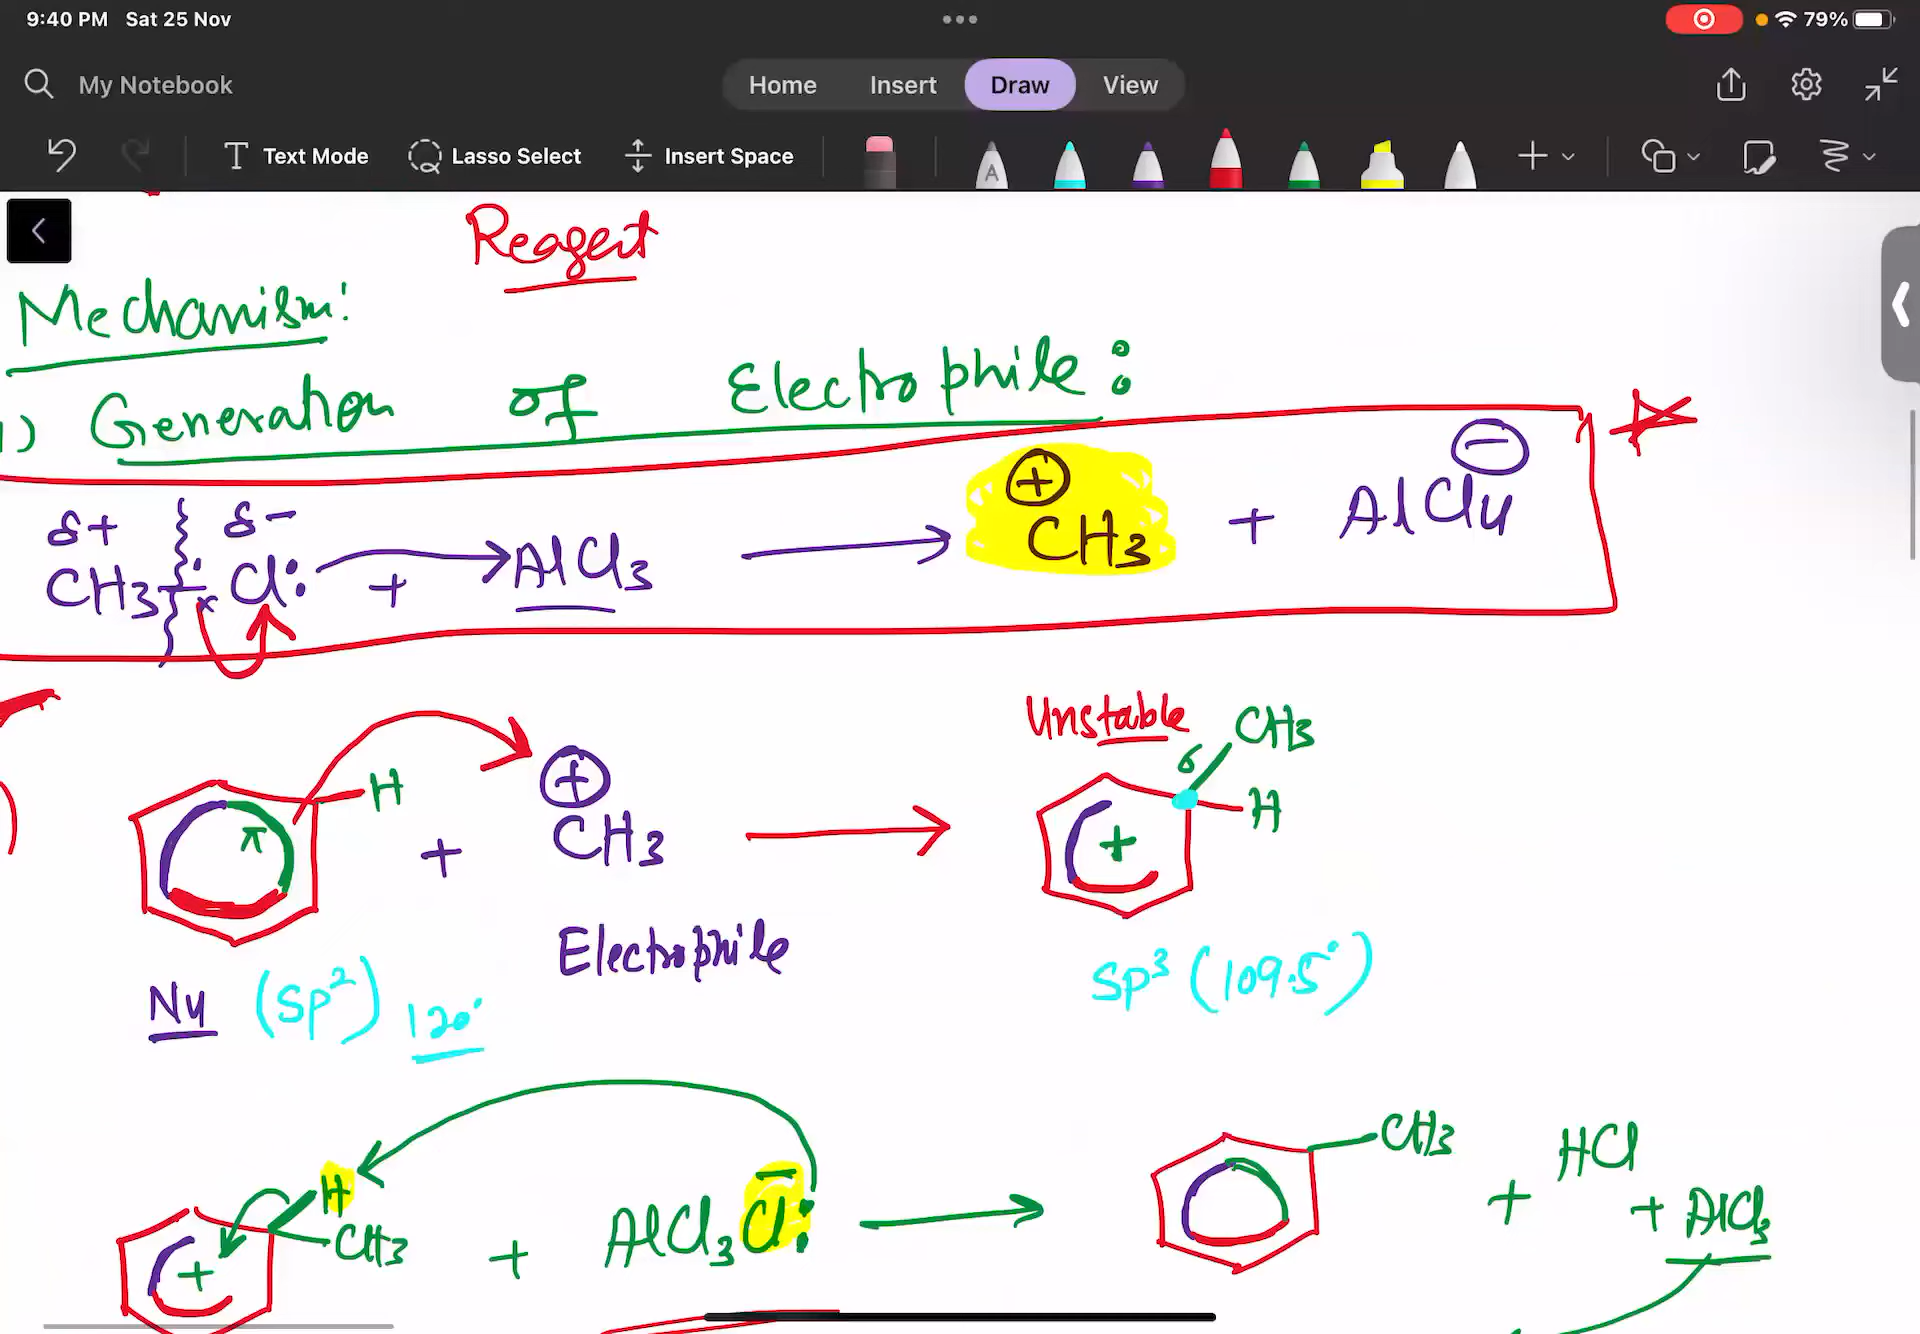 9:40 PM Sat 25 Nov
79%
My Notebook
Home Insert Draw View
Text Mode Lasso Select Insert Space
A
Reagent
Mechanism:
1) Generation of Electrophile:
δ+ δ-
CH3 Cl: + AlCl3 ⟶ ⊕CH3 + AlCl4⊖
Unstable
H + ⊕CH3 ⟶ + σ CH3 H
π
Electrophile
Nu (Sp²) 120°
Sp³ (109.5°)
H CH3 + + AlCl3Cl̄: ⟶ CH3 + HCl + AlCl3